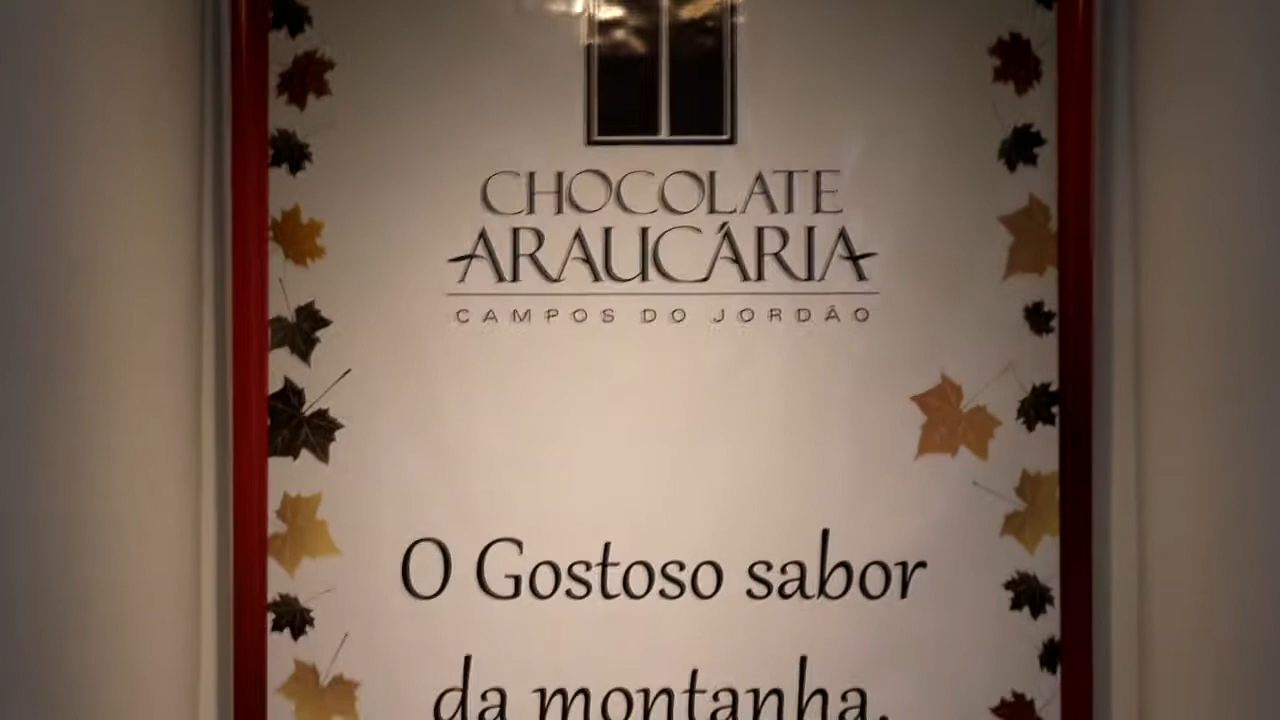 CHOCOLATE
ARAUCÁRIA
CAMPOS DO JORDÃO
O Gostoso sabor
da montanha.